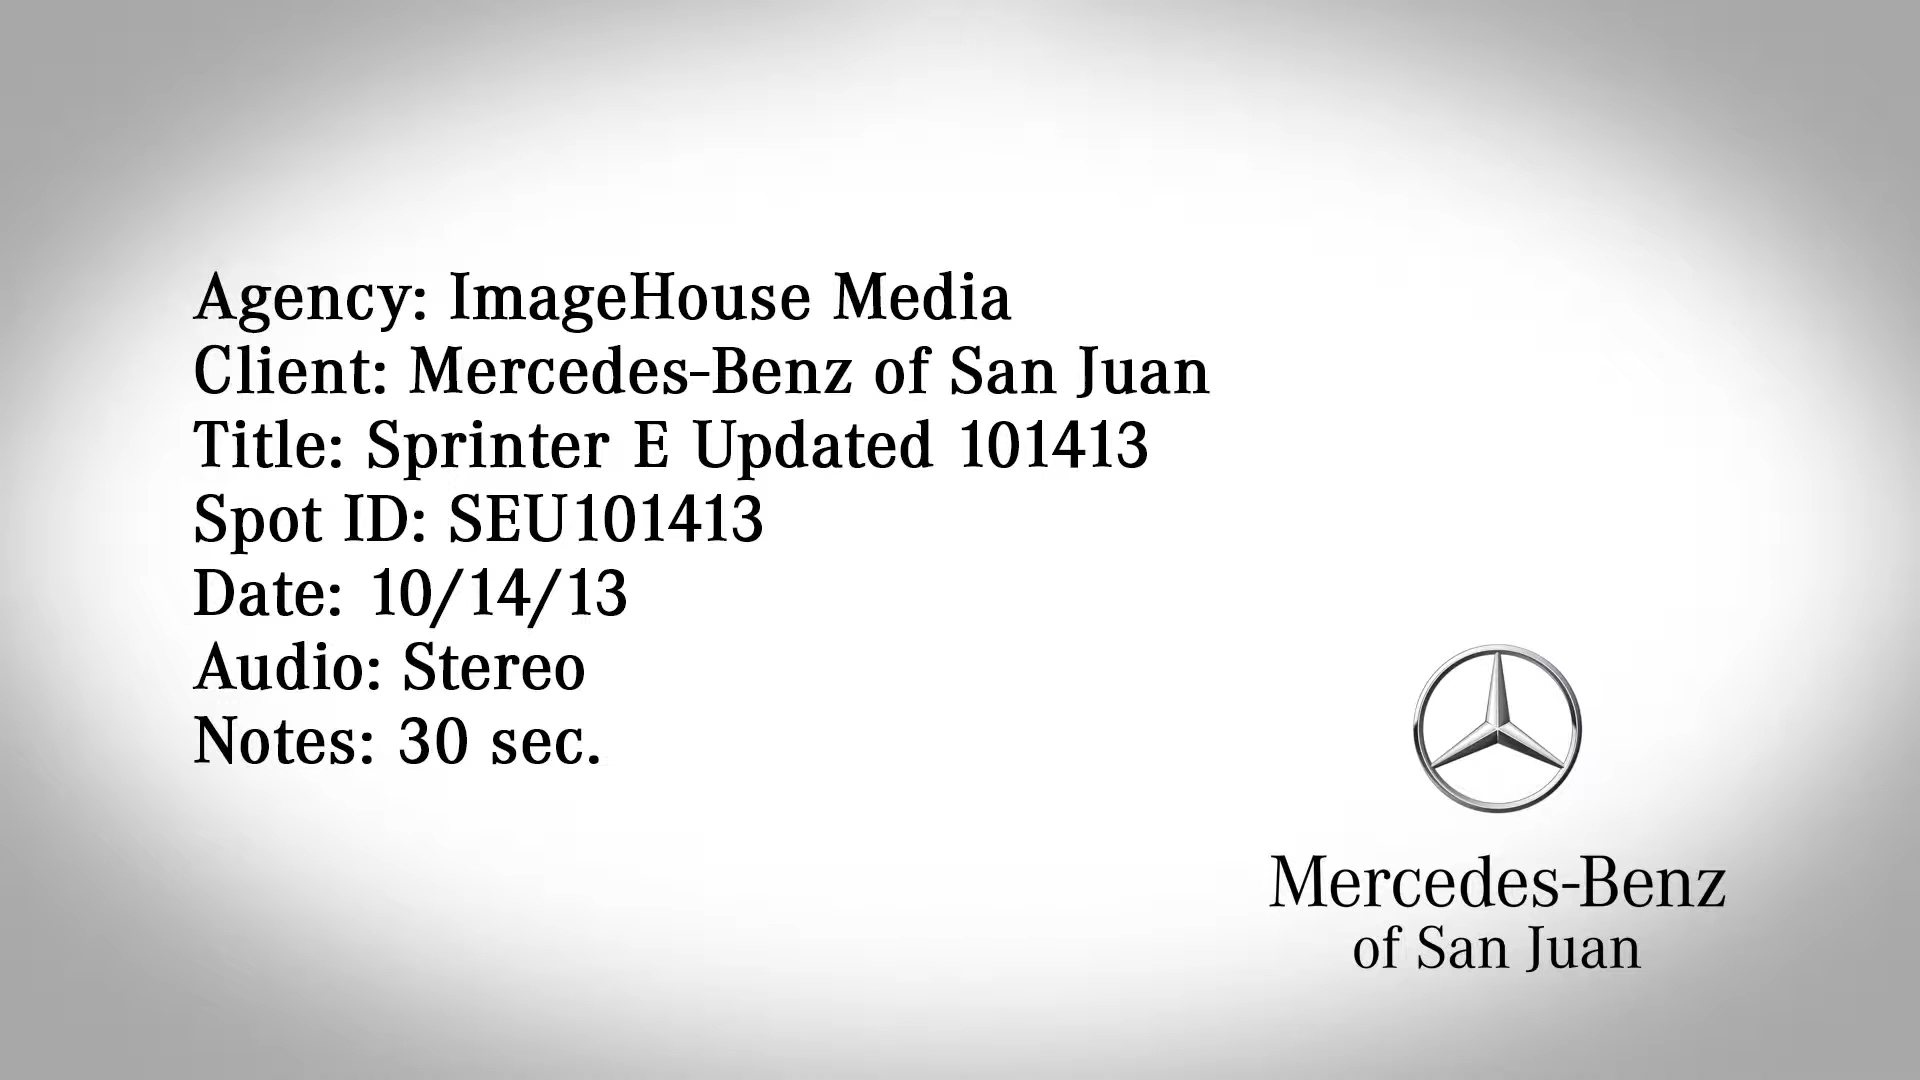 Agency: ImageHouse Media
Client: Mercedes-Benz of San Juan
Title: Sprinter E Updated 101413
Spot ID: SEU101413
Date: 10/14/13
Audio: Stereo
Notes: 30 sec.
Mercedes-Benz
of San Juan